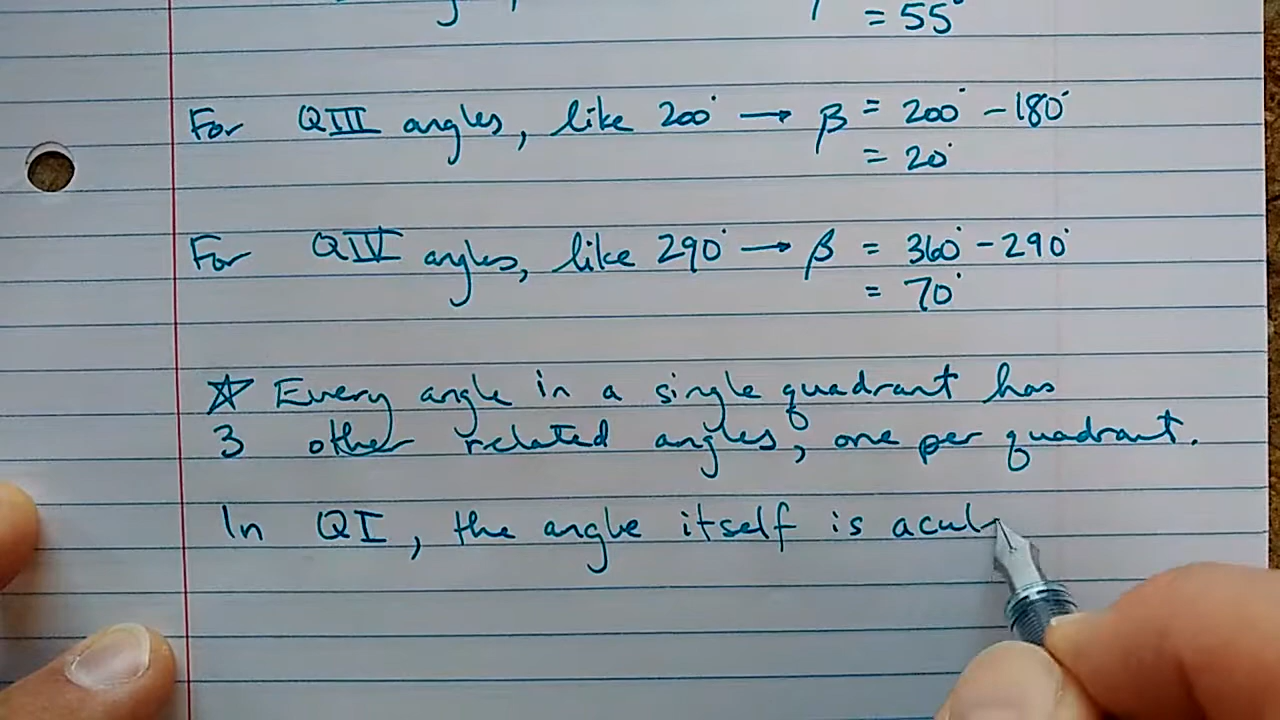 = 55°
For QIII angles, like 200° → β = 200° - 180°
= 20°
For QIV angles, like 290° → β = 360° - 290°
= 70°
☆ Every angle in a single quadrant has
3 other related angles, one per quadrant.
In QI, the angle itself is acut